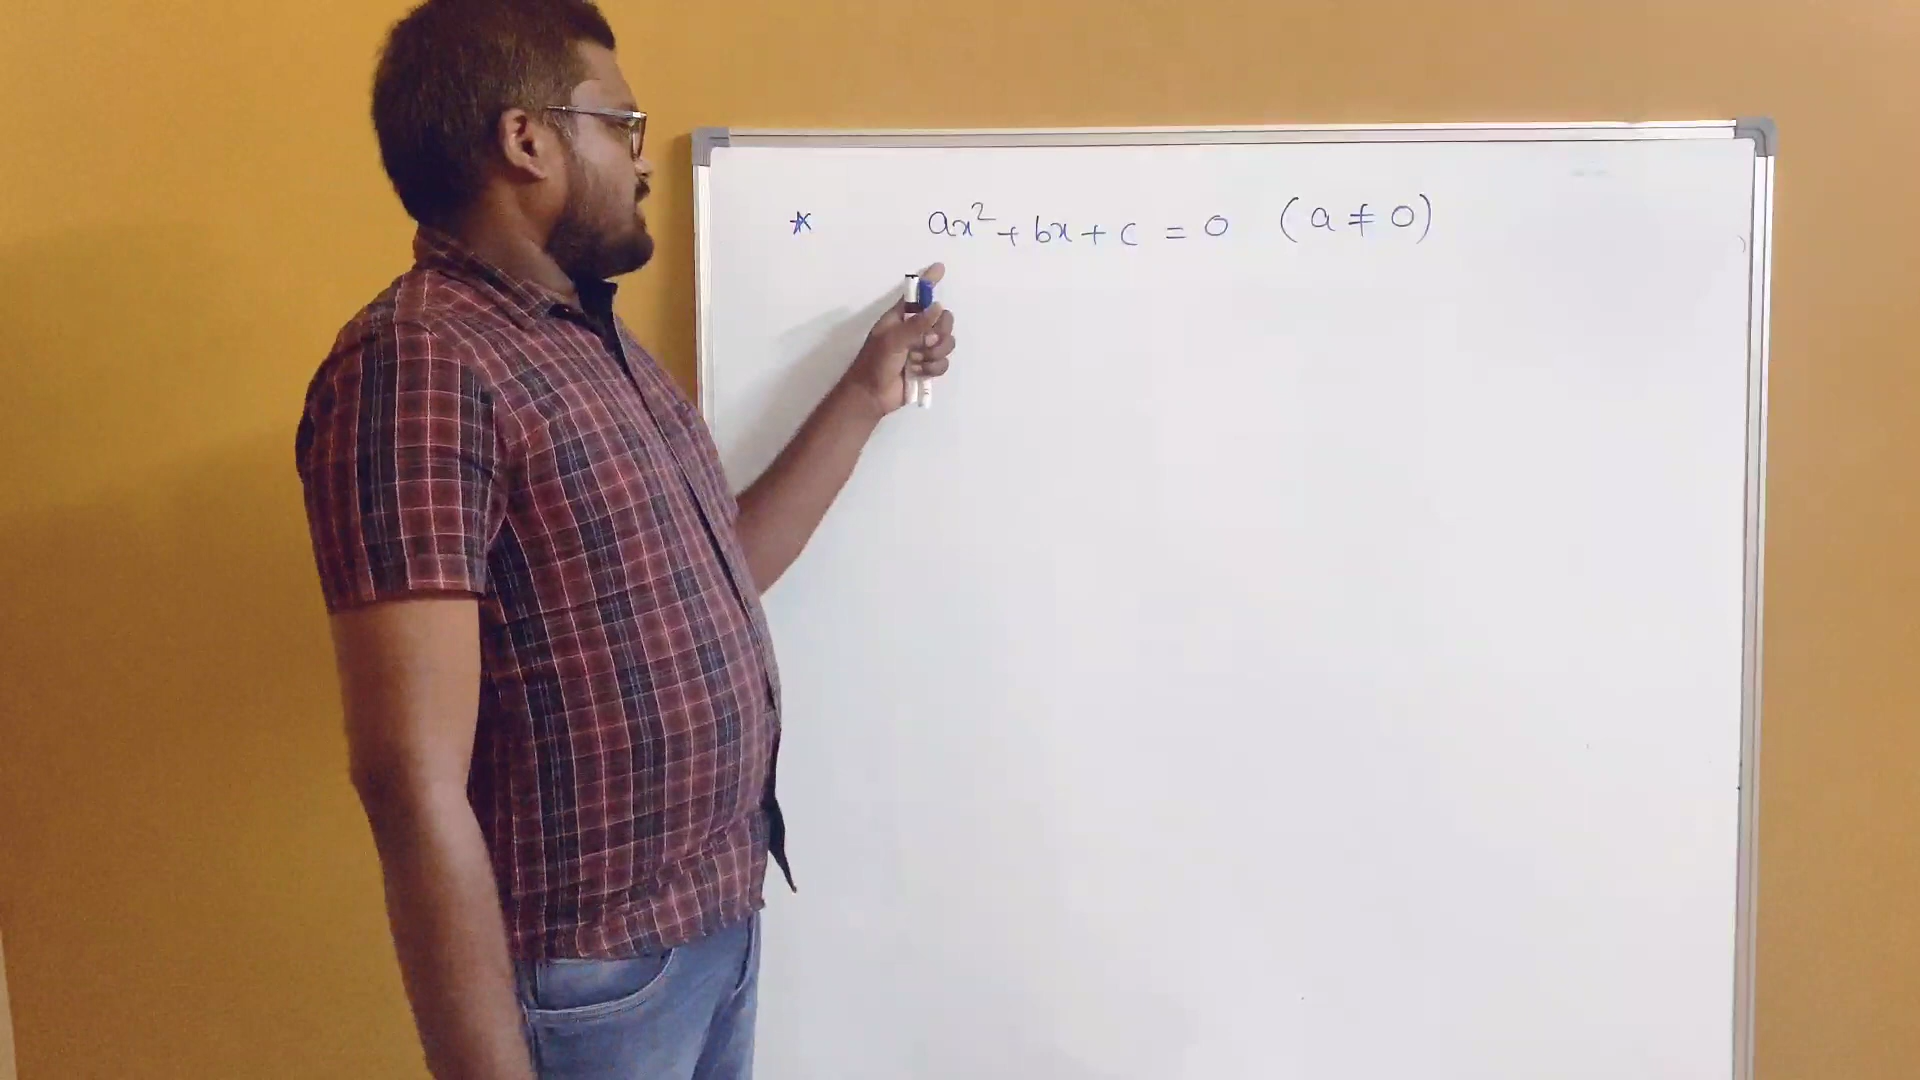 * ax² + bx + c = 0 (a ≠ 0)